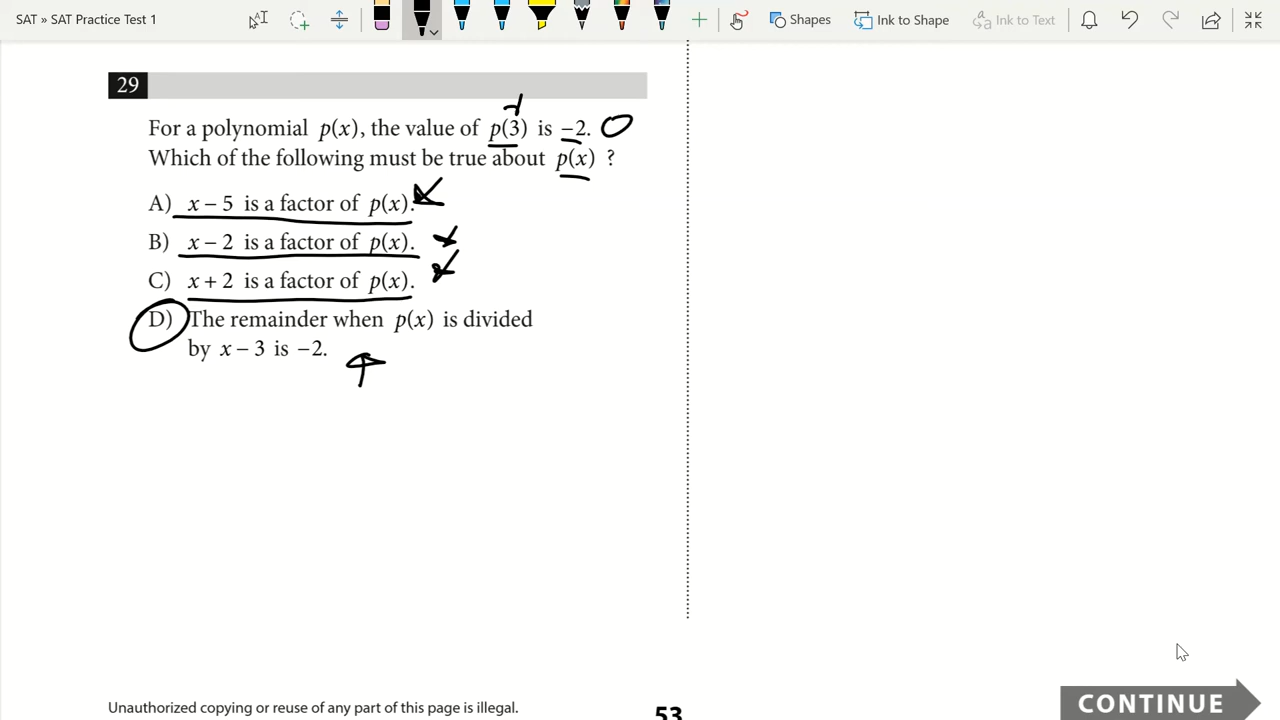 SAT » SAT Practice Test 1
Shapes
Ink to Shape
Ink to Text
29
For a polynomial p(x), the value of p(3) is −2.
Which of the following must be true about p(x) ?
A) x − 5 is a factor of p(x).
B) x − 2 is a factor of p(x).
C) x + 2 is a factor of p(x).
D) The remainder when p(x) is divided
by x − 3 is −2.
Unauthorized copying or reuse of any part of this page is illegal.
53
CONTINUE